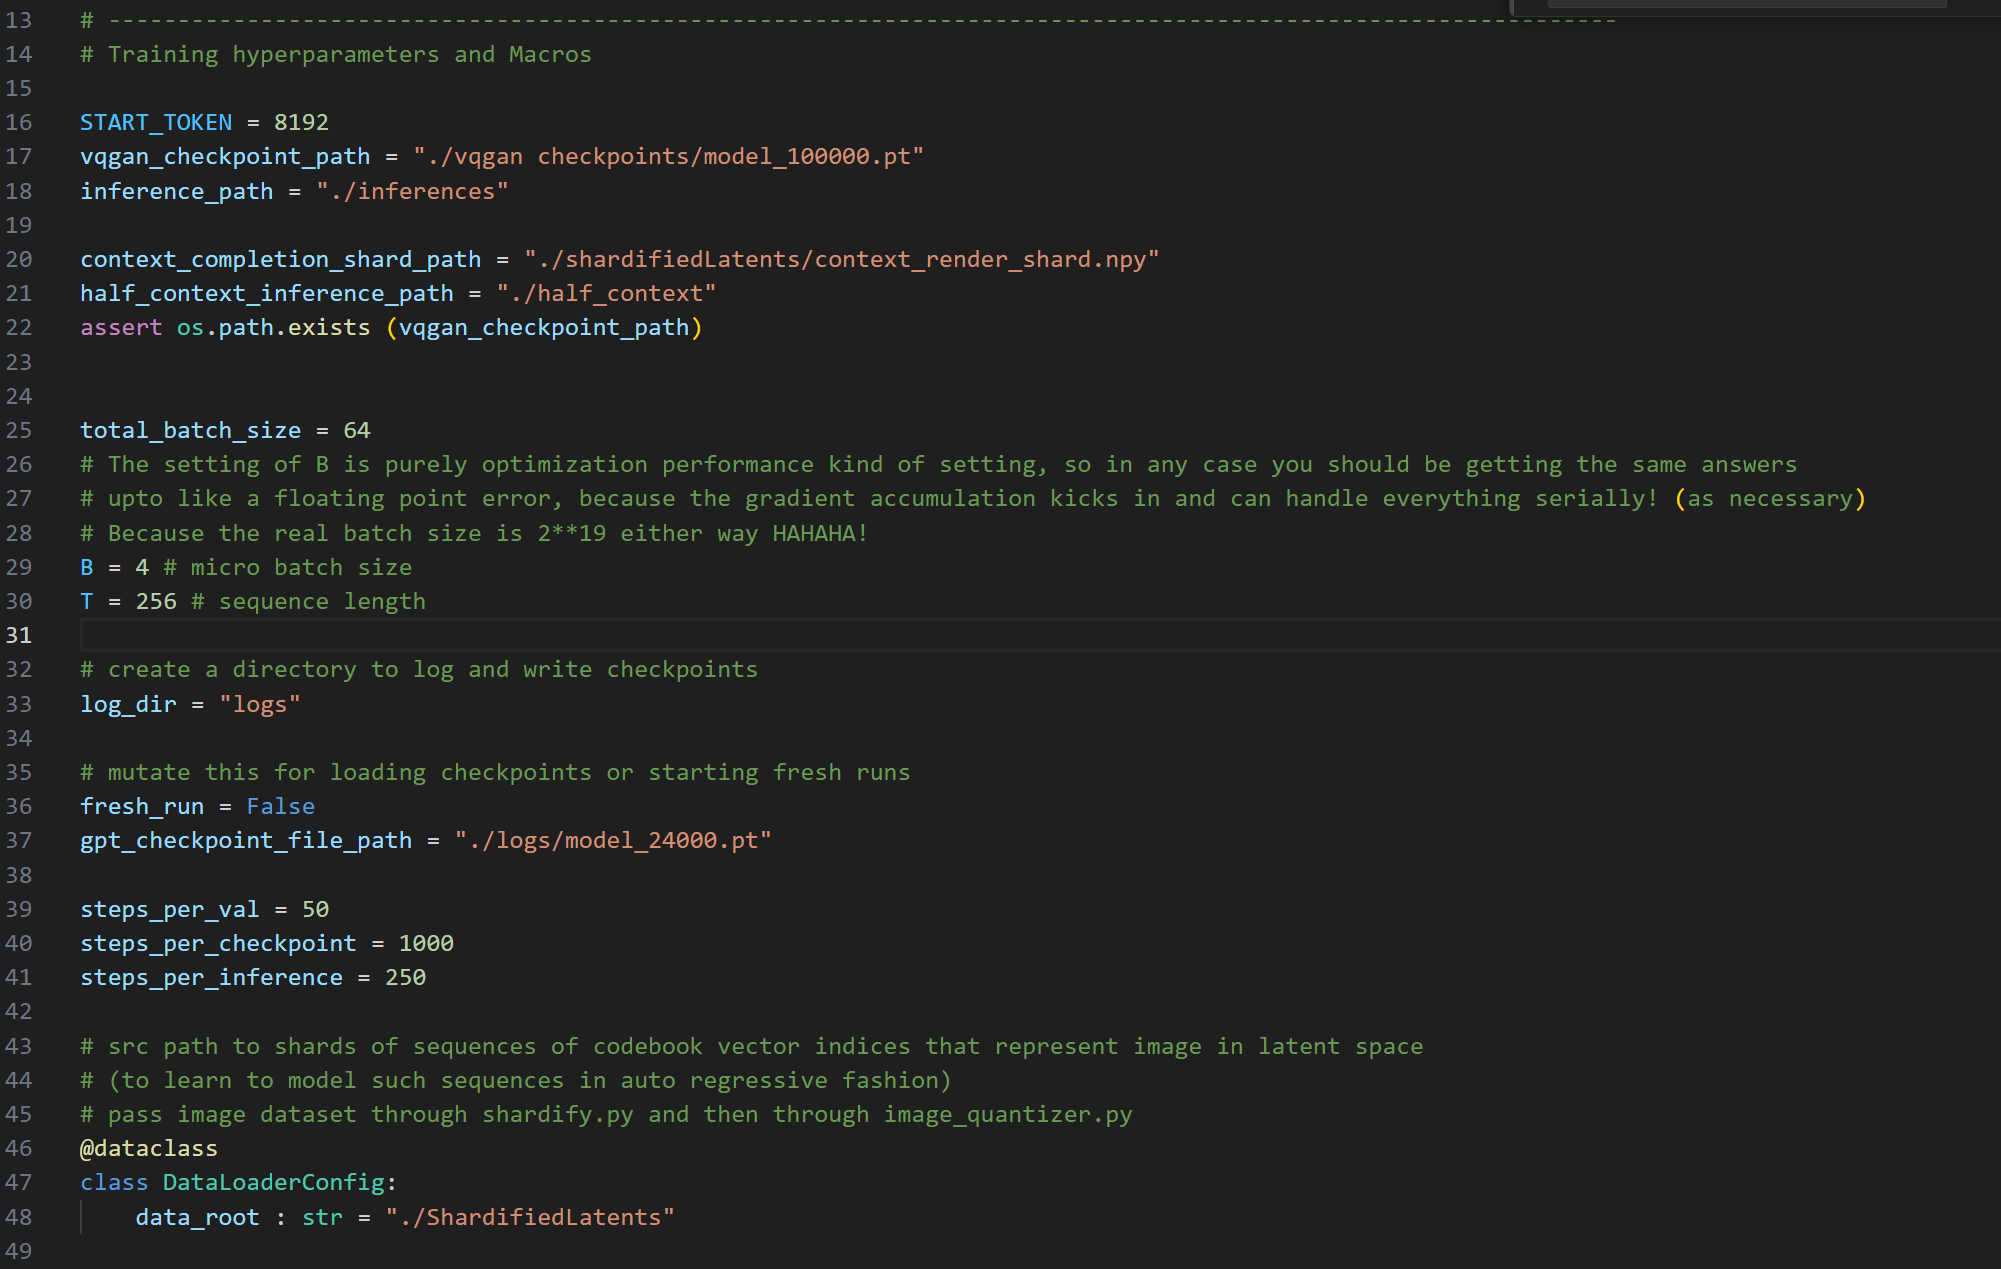 13 # -------------------------------------------------------------------------------------------------------------
14 # Training hyperparameters and Macros
15
16 START_TOKEN = 8192
17 vqgan_checkpoint_path = "./vqgan checkpoints/model_100000.pt"
18 inference_path = "./inferences"
19
20 context_completion_shard_path = "./shardifiedLatents/context_render_shard.npy"
21 half_context_inference_path = "./half_context"
22 assert os.path.exists (vqgan_checkpoint_path)
23
24
25 total_batch_size = 64
26 # The setting of B is purely optimization performance kind of setting, so in any case you should be getting the same answers
27 # upto like a floating point error, because the gradient accumulation kicks in and can handle everything serially! (as necessary)
28 # Because the real batch size is 2**19 either way HAHAHA!
29 B = 4 # micro batch size
30 T = 256 # sequence length
31
32 # create a directory to log and write checkpoints
33 log_dir = "logs"
34
35 # mutate this for loading checkpoints or starting fresh runs
36 fresh_run = False
37 gpt_checkpoint_file_path = "./logs/model_24000.pt"
38
39 steps_per_val = 50
40 steps_per_checkpoint = 1000
41 steps_per_inference = 250
42
43 # src path to shards of sequences of codebook vector indices that represent image in latent space
44 # (to learn to model such sequences in auto regressive fashion)
45 # pass image dataset through shardify.py and then through image_quantizer.py
46 @dataclass
47 class DataLoaderConfig:
48     data_root : str = "./ShardifiedLatents"
49